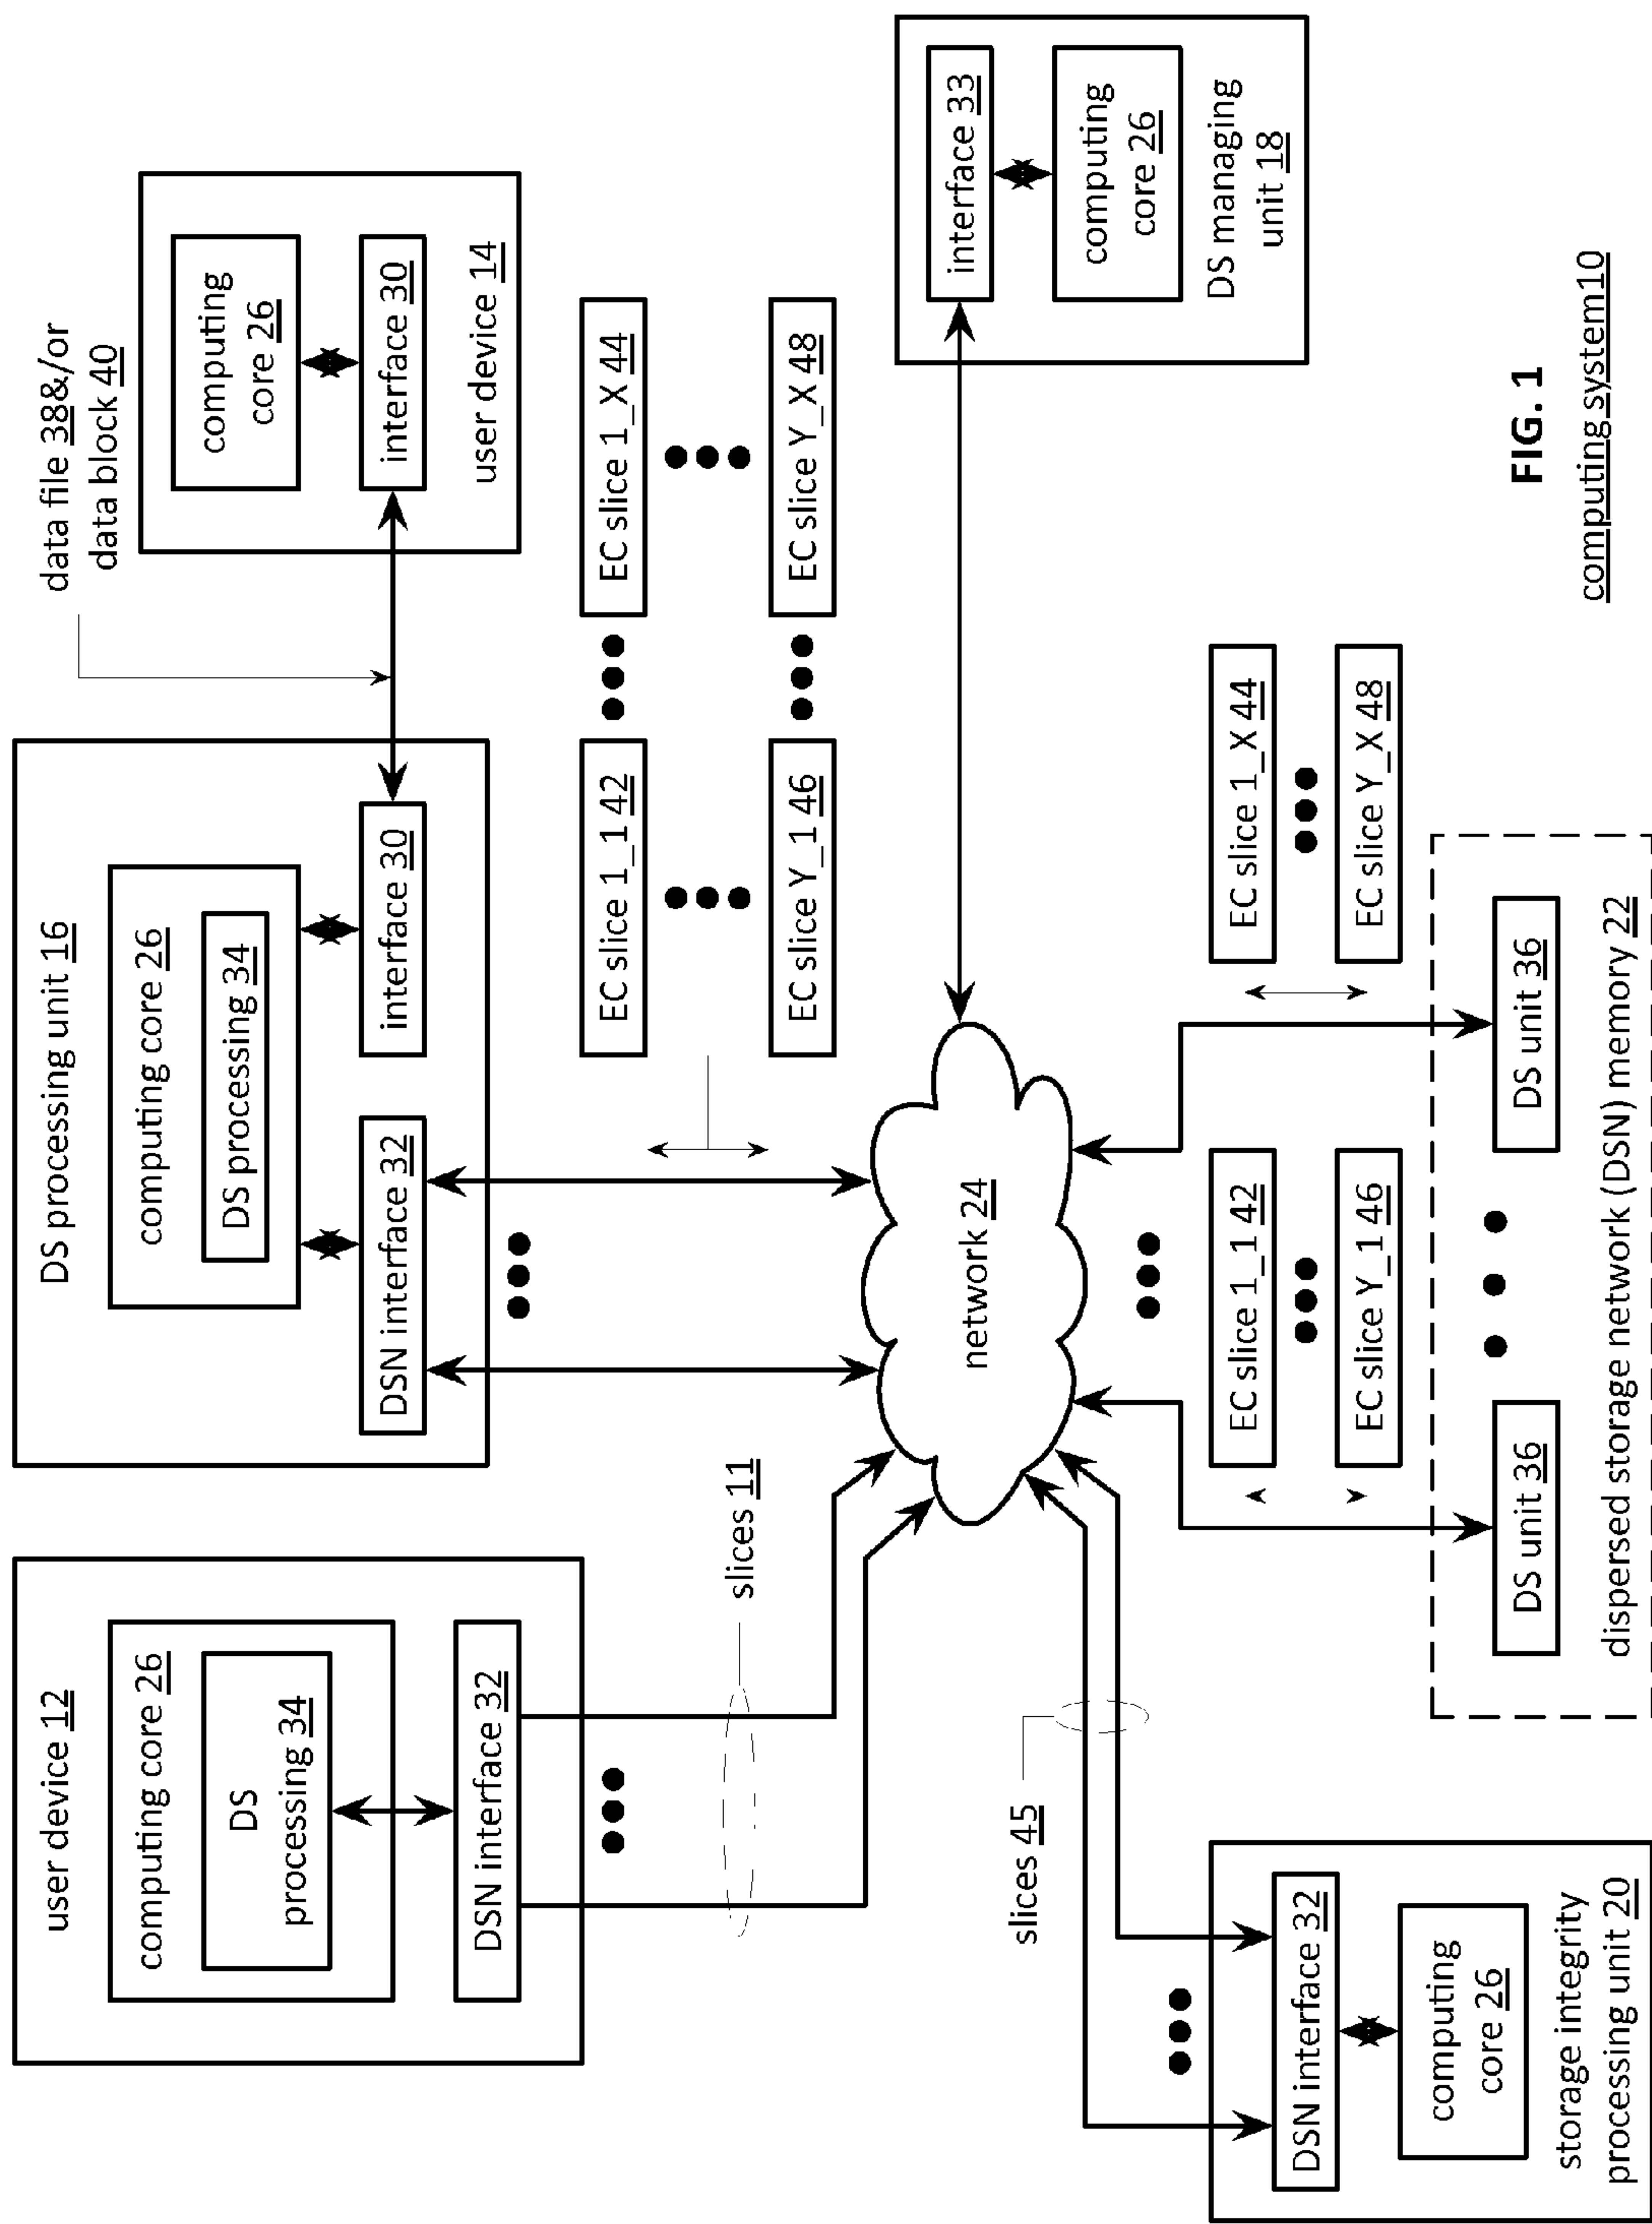 user device 12
computing core 26
DS
processing 34
DSN interface 32
slices 11
DS processing unit 16
computing core 26
DS processing 34
DSN interface 32
interface 30
data file 38&/or
data block 40
computing
core 26
interface 30
user device 14
EC slice 1_1 42
EC slice 1_X 44
EC slice Y_1 46
EC slice Y_X 48
network 24
interface 33
computing
core 26
DS managing
unit 18
slices 45
DSN interface 32
computing
core 26
storage integrity
processing unit 20
EC slice 1_1 42
EC slice Y_1 46
EC slice 1_X 44
EC slice Y_X 48
DS unit 36
DS unit 36
dispersed storage network (DSN) memory 22
FIG. 1
computing system10